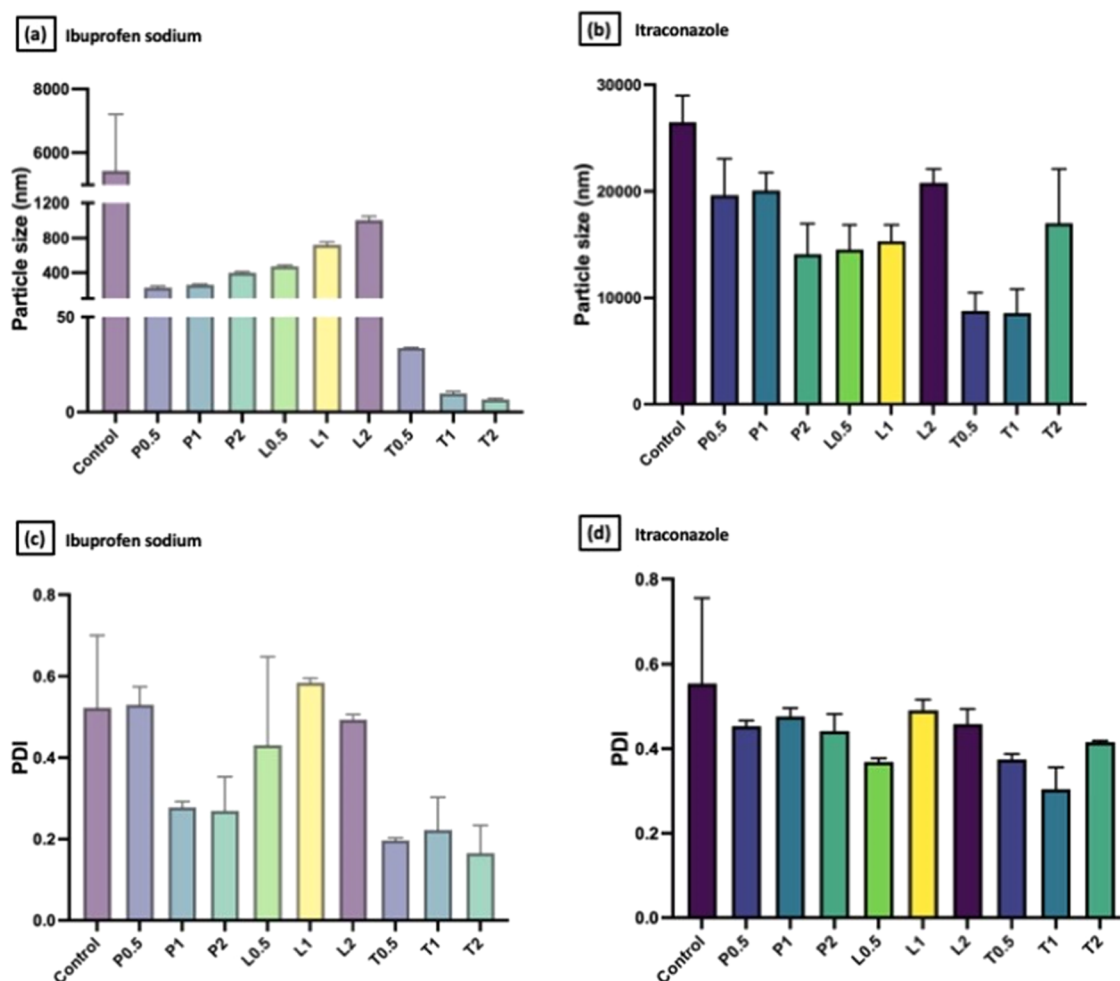 (a) Ibuprofen sodium
Particle size (nm)
8000
6000
1200
800
400
50
0
Control P0.5 P1 P2 L0.5 L1 L2 T0.5 T1 T2
(b) Itraconazole
Particle size (nm)
30000
20000
10000
0
Control P0.5 P1 P2 L0.5 L1 L2 T0.5 T1 T2
(c) Ibuprofen sodium
PDI
0.8
0.6
0.4
0.2
0.0
Control P0.5 P1 P2 L0.5 L1 L2 T0.5 T1 T2
(d) Itraconazole
PDI
0.8
0.6
0.4
0.2
0.0
Control P0.5 P1 P2 L0.5 L1 L2 T0.5 T1 T2